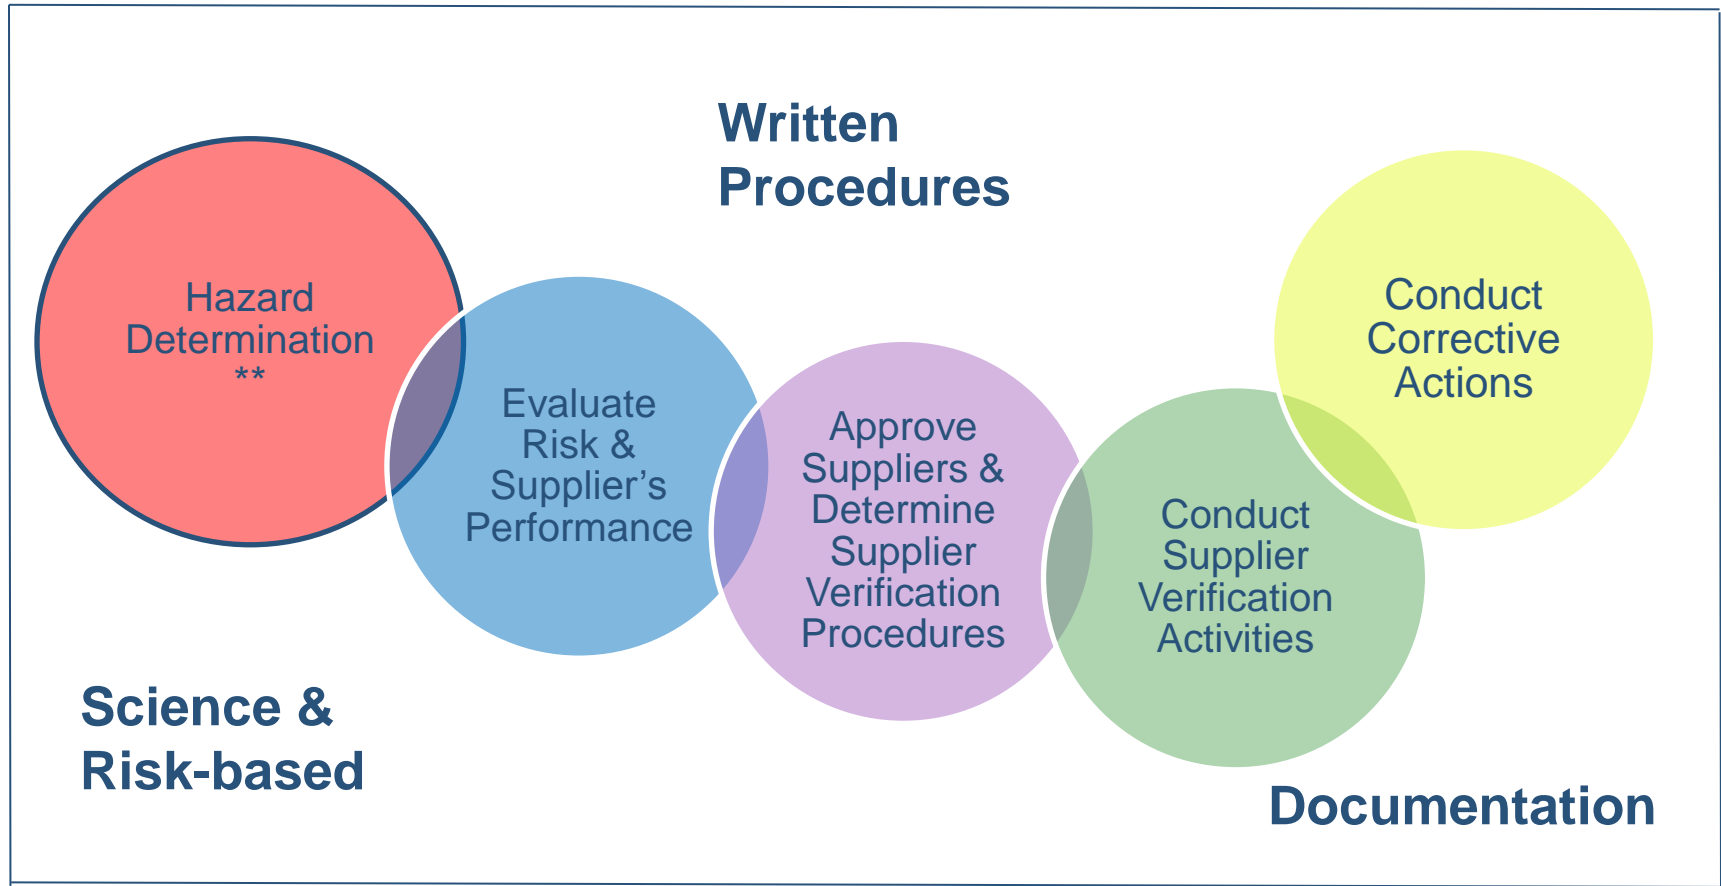 Written
Procedures
Hazard
Determination
**
Evaluate
Risk &
Supplier’s
Performance
Approve
Suppliers &
Determine
Supplier
Verification
Procedures
Conduct
Supplier
Verification
Activities
Conduct
Corrective
Actions
Science &
Risk-based
Documentation